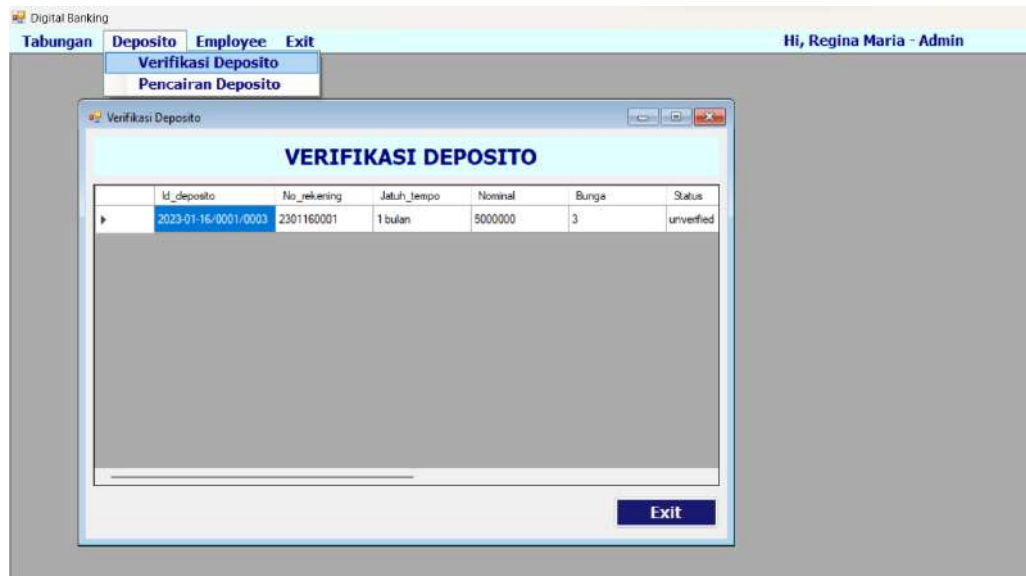 Digital Banking
Tabungan Deposito Employee Exit Hi, Regina Maria - Admin
Verifikasi Deposito
Pencairan Deposito
Verifikasi Deposito
VERIFIKASI DEPOSITO
Id_deposito No_rekening Jatuh_tempo Nominal Bunga Status
2023-01-16/0001/0003 2301160001 1 bulan 5000000 3 unverified
Exit